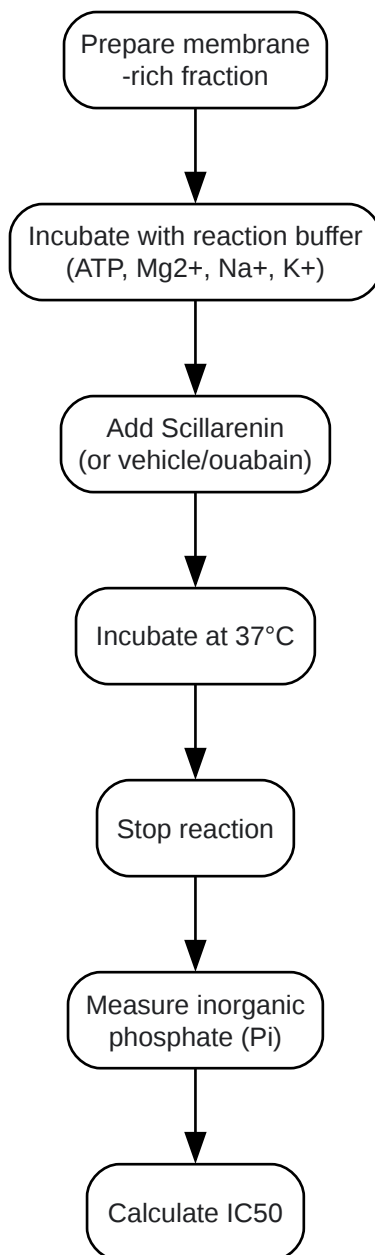 Prepare membrane
-rich fraction
Incubate with reaction buffer
(ATP, Mg2+, Na+, K+)
Add Scillarenin
(or vehicle/ouabain)
Incubate at 37°C
Stop reaction
Measure inorganic
phosphate (Pi)
Calculate IC50